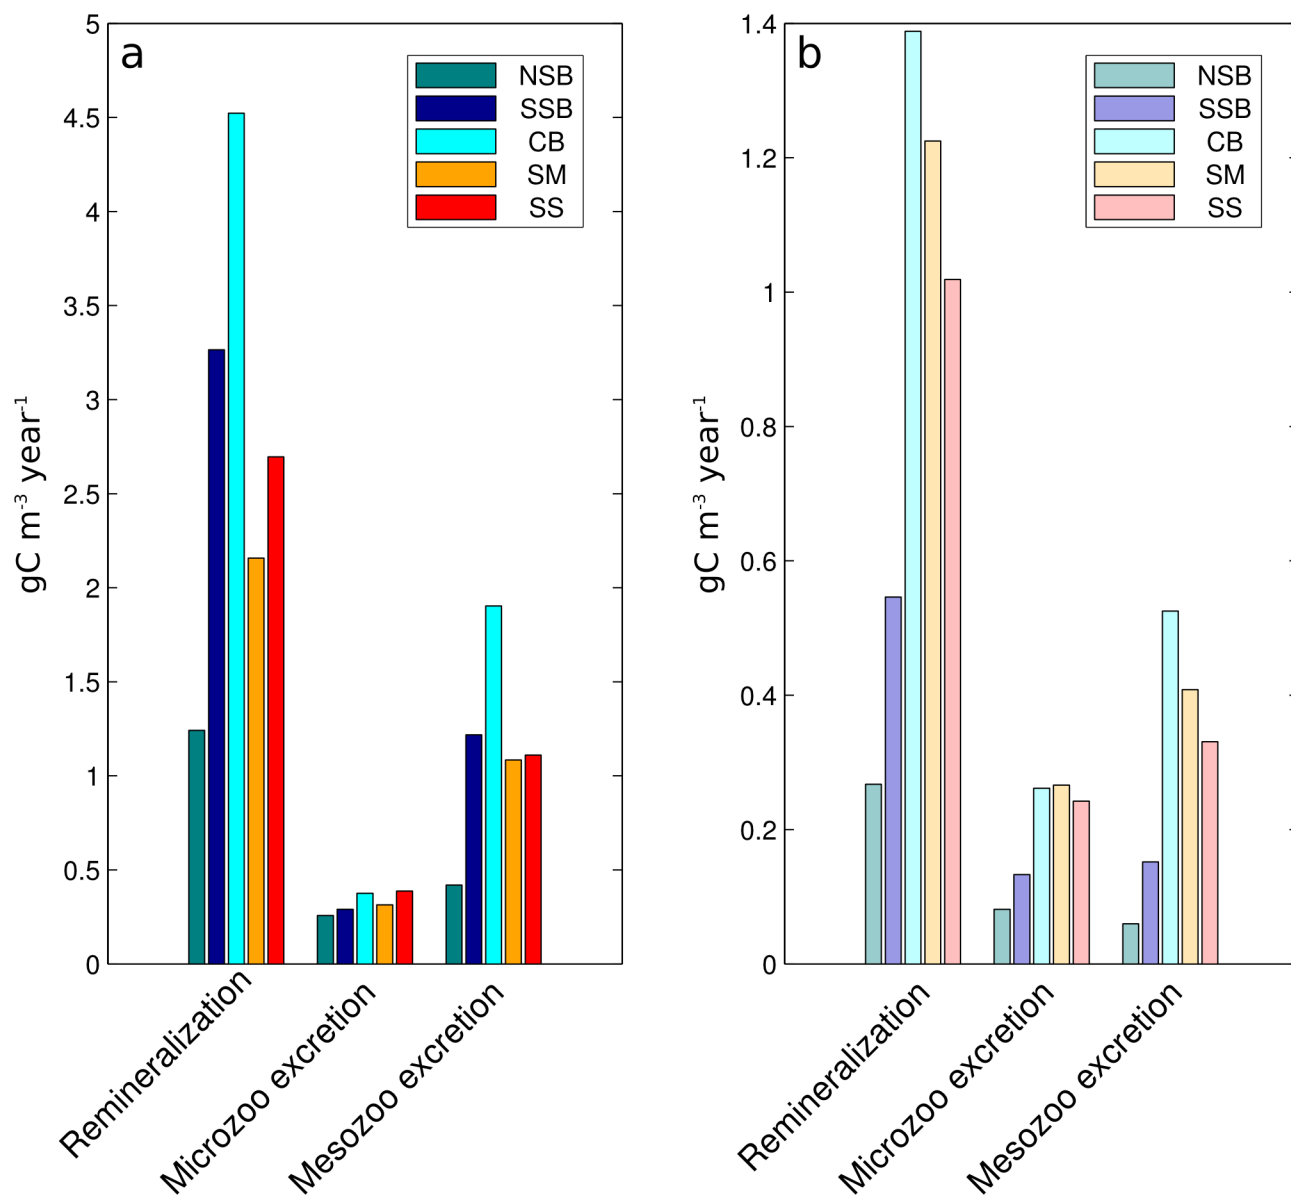 a
NSB
SSB
CB
SM
SS
5
4.5
4
3.5
3
2.5
2
1.5
1
0.5
0
gC m⁻³ year⁻¹
Remineralization
Microzoo excretion
Mesozoo excretion
b
NSB
SSB
CB
SM
SS
1.4
1.2
1
0.8
0.6
0.4
0.2
0
gC m⁻³ year⁻¹
Remineralization
Microzoo excretion
Mesozoo excretion